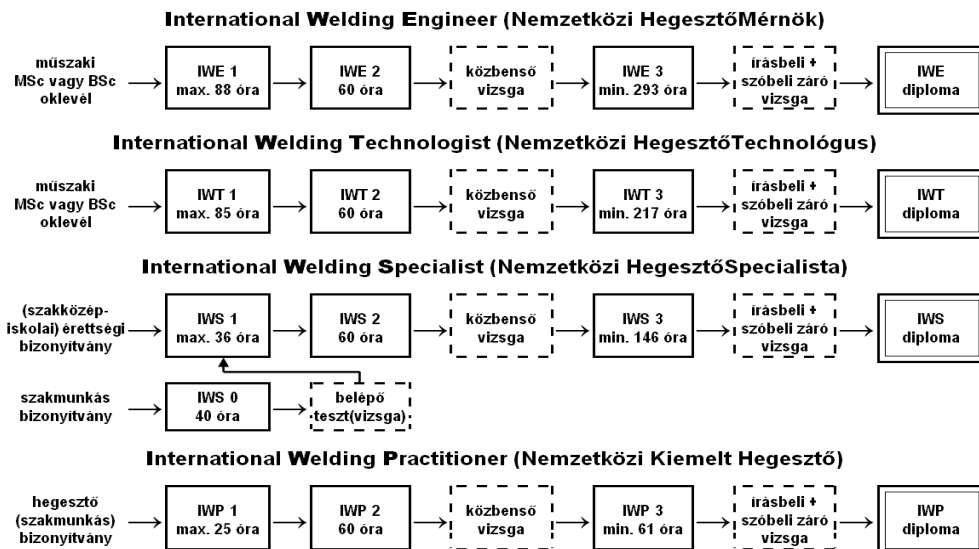 International Welding Engineer (Nemzetközi HegesztőMérnök)
műszaki
MSc vagy BSc
oklevél
IWE 1
max. 88 óra
IWE 2
60 óra
közbenső
vizsga
IWE 3
min. 293 óra
írásbeli +
szóbeli záró
vizsga
IWE
diploma
International Welding Technologist (Nemzetközi HegesztőTechnológus)
műszaki
MSc vagy BSc
oklevél
IWT 1
max. 85 óra
IWT 2
60 óra
közbenső
vizsga
IWT 3
min. 217 óra
írásbeli +
szóbeli záró
vizsga
IWT
diploma
International Welding Specialist (Nemzetközi HegesztőSpecialista)
(szakközép-
iskolai) érettségi
bizonyítvány
IWS 1
max. 36 óra
IWS 2
60 óra
közbenső
vizsga
IWS 3
min. 146 óra
írásbeli +
szóbeli záró
vizsga
IWS
diploma
szakmunkás
bizonyítvány
IWS 0
40 óra
belépő
teszt(vizsga)
International Welding Practitioner (Nemzetközi Kiemelt Hegesztő)
hegesztő
(szakmunkás)
bizonyítvány
IWP 1
max. 25 óra
IWP 2
60 óra
közbenső
vizsga
IWP 3
min. 61 óra
írásbeli +
szóbeli záró
vizsga
IWP
diploma